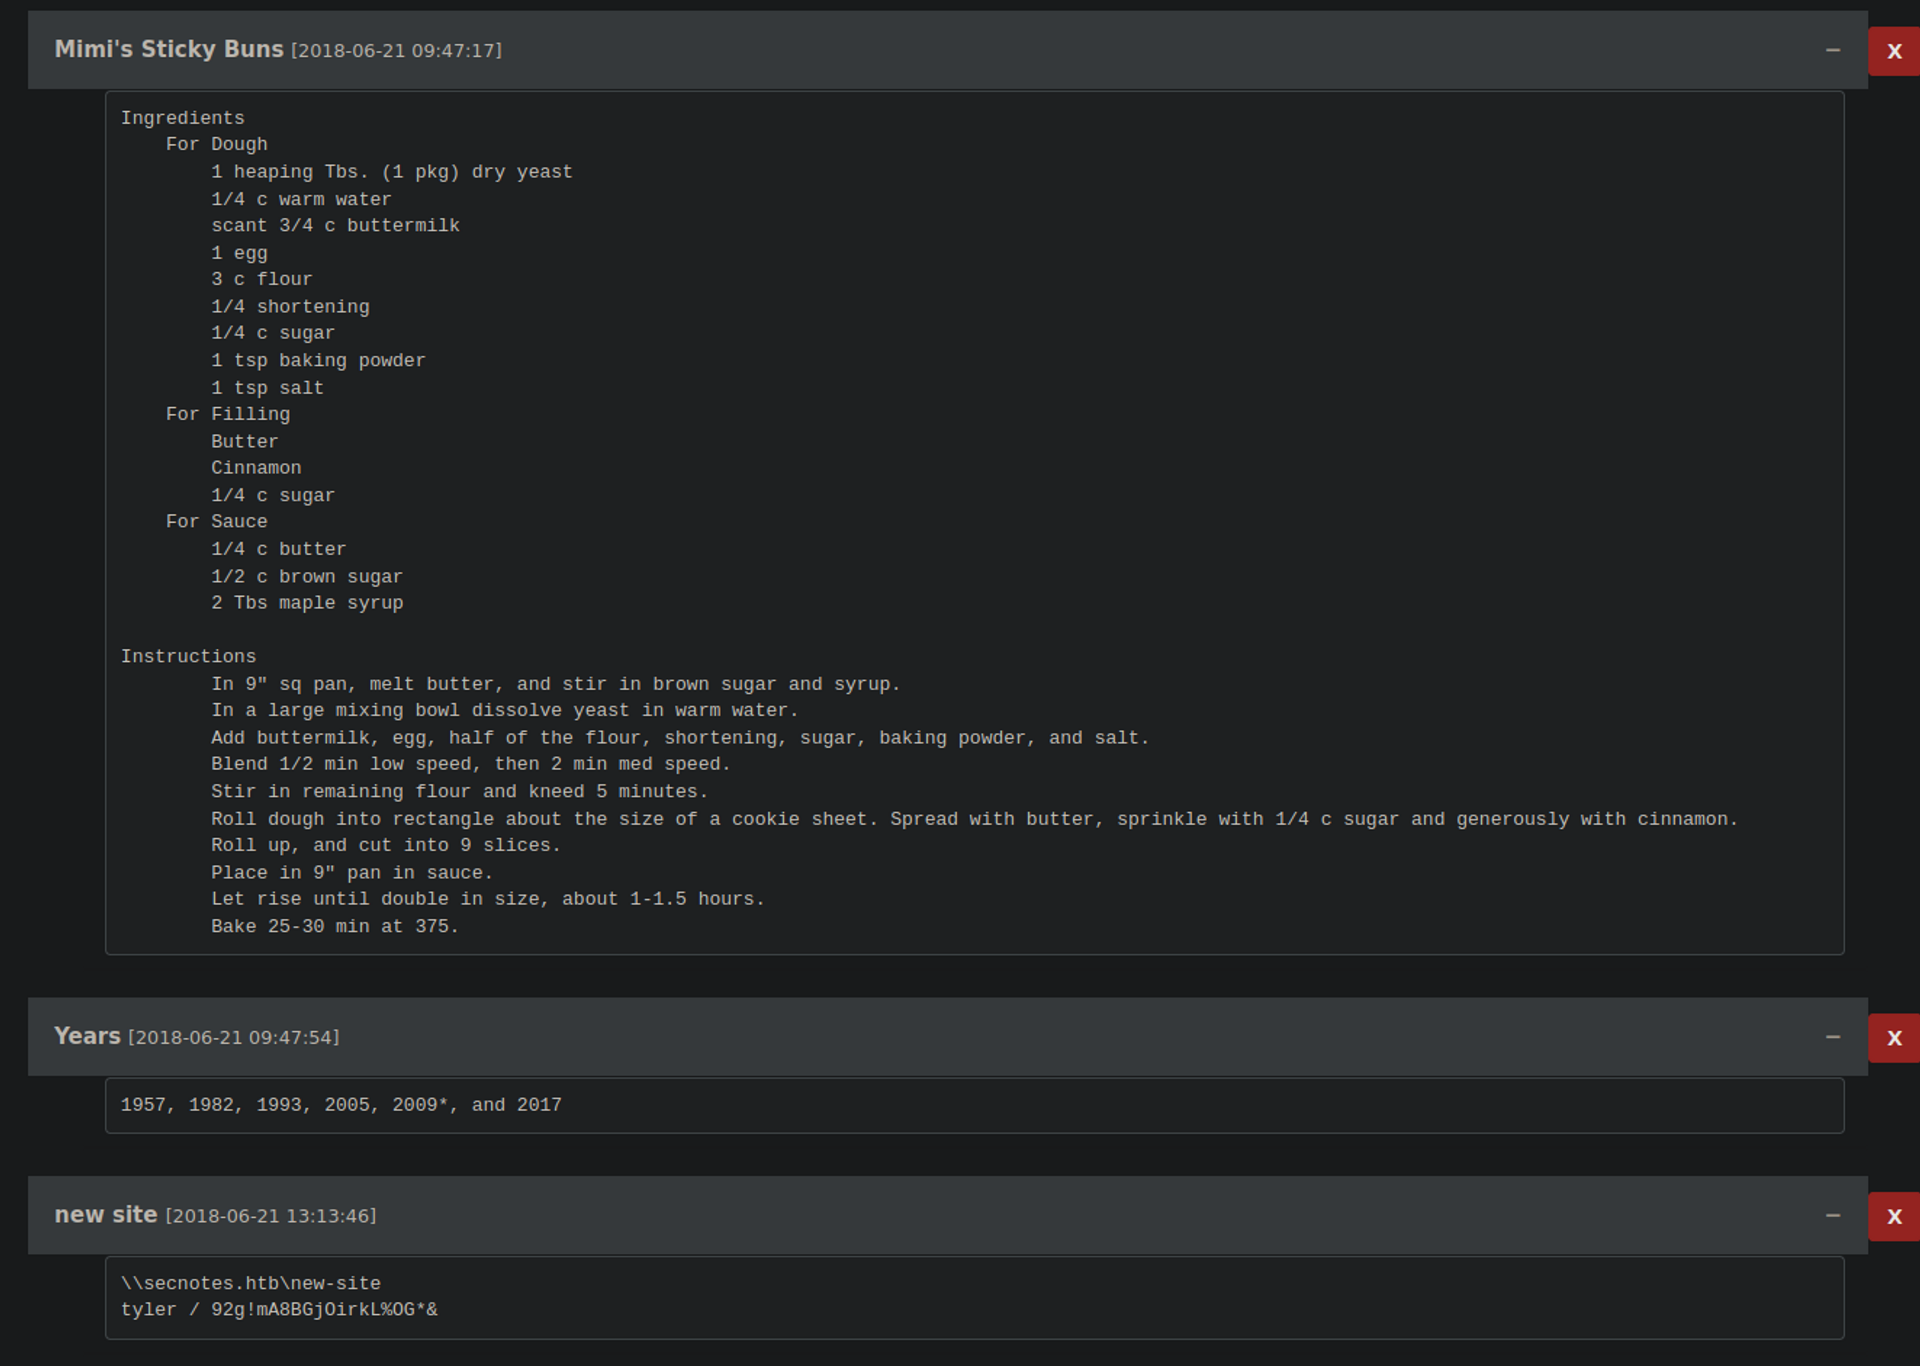 Mimi's Sticky Buns [2018-06-21 09:47:17]
−
X
Ingredients
    For Dough
        1 heaping Tbs. (1 pkg) dry yeast
        1/4 c warm water
        scant 3/4 c buttermilk
        1 egg
        3 c flour
        1/4 shortening
        1/4 c sugar
        1 tsp baking powder
        1 tsp salt
    For Filling
        Butter
        Cinnamon
        1/4 c sugar
    For Sauce
        1/4 c butter
        1/2 c brown sugar
        2 Tbs maple syrup

Instructions
        In 9" sq pan, melt butter, and stir in brown sugar and syrup.
        In a large mixing bowl dissolve yeast in warm water.
        Add buttermilk, egg, half of the flour, shortening, sugar, baking powder, and salt.
        Blend 1/2 min low speed, then 2 min med speed.
        Stir in remaining flour and kneed 5 minutes.
        Roll dough into rectangle about the size of a cookie sheet. Spread with butter, sprinkle with 1/4 c sugar and generously with cinnamon.
        Roll up, and cut into 9 slices.
        Place in 9" pan in sauce.
        Let rise until double in size, about 1-1.5 hours.
        Bake 25-30 min at 375.
Years [2018-06-21 09:47:54]
−
X
1957, 1982, 1993, 2005, 2009*, and 2017
new site [2018-06-21 13:13:46]
−
X
\\secnotes.htb\new-site
tyler / 92g!mA8BGjOirkL%OG*&